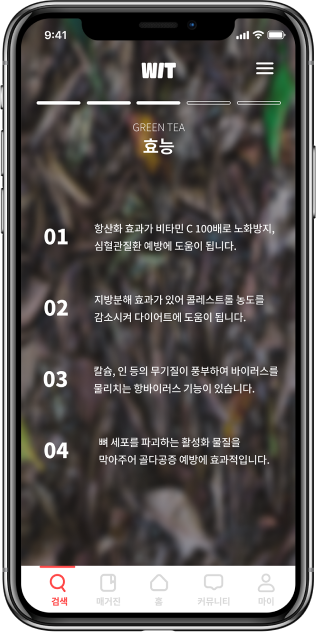 9:41
WIT
GREEN TEA
효능
01
항산화 효과가 비타민 C 100배로 노화방지,
심혈관질환 예방에 도움이 됩니다.
02
지방분해 효과가 있어 콜레스트롤 농도를
감소시켜 다이어트에 도움이 됩니다.
03
칼슘, 인 등의 무기질이 풍부하여 바이러스를
물리치는 항바이러스 기능이 있습니다.
04
뼈 세포를 파괴하는 활성화 물질을
막아주어 골다공증 예방에 효과적입니다.
검색 매거진 홈 커뮤니티 마이